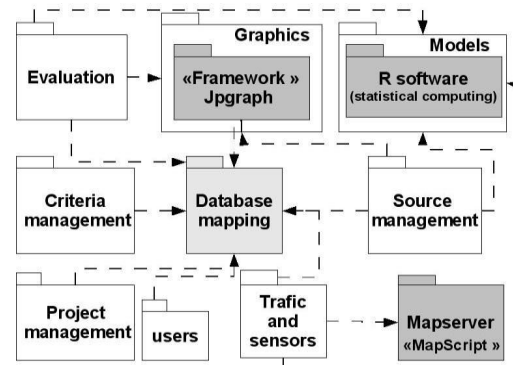 Graphics
Models
Evaluation
«Framework »
Jpgraph
R software
(statistical computing)
Criteria
management
Database
mapping
Source
management
Project
management
users
Trafic
and
sensors
Mapserver
«MapScript »